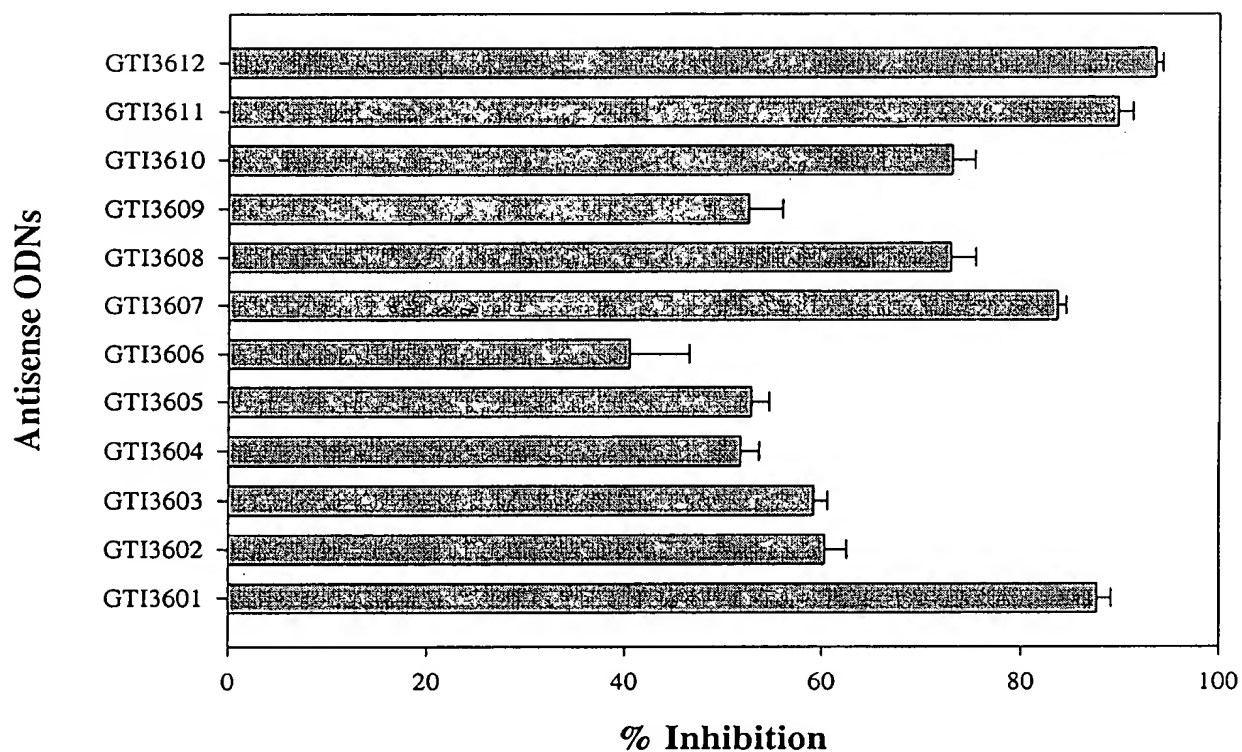 Antisense ODNs
GTI3612
GTI3611
GTI3610
GTI3609
GTI3608
GTI3607
GTI3606
GTI3605
GTI3604
GTI3603
GTI3602
GTI3601
0 20 40 60 80 100
% Inhibition